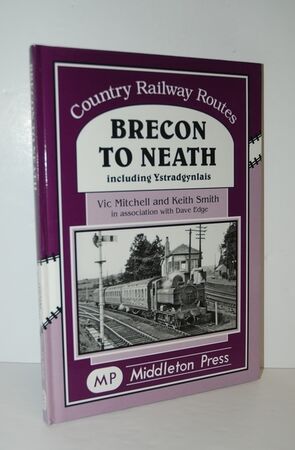 Country Railway Routes
BRECON
TO NEATH
including Ystradgynlais
Vic Mitchell and Keith Smith
in association with Dave Edge
MP Middleton Press